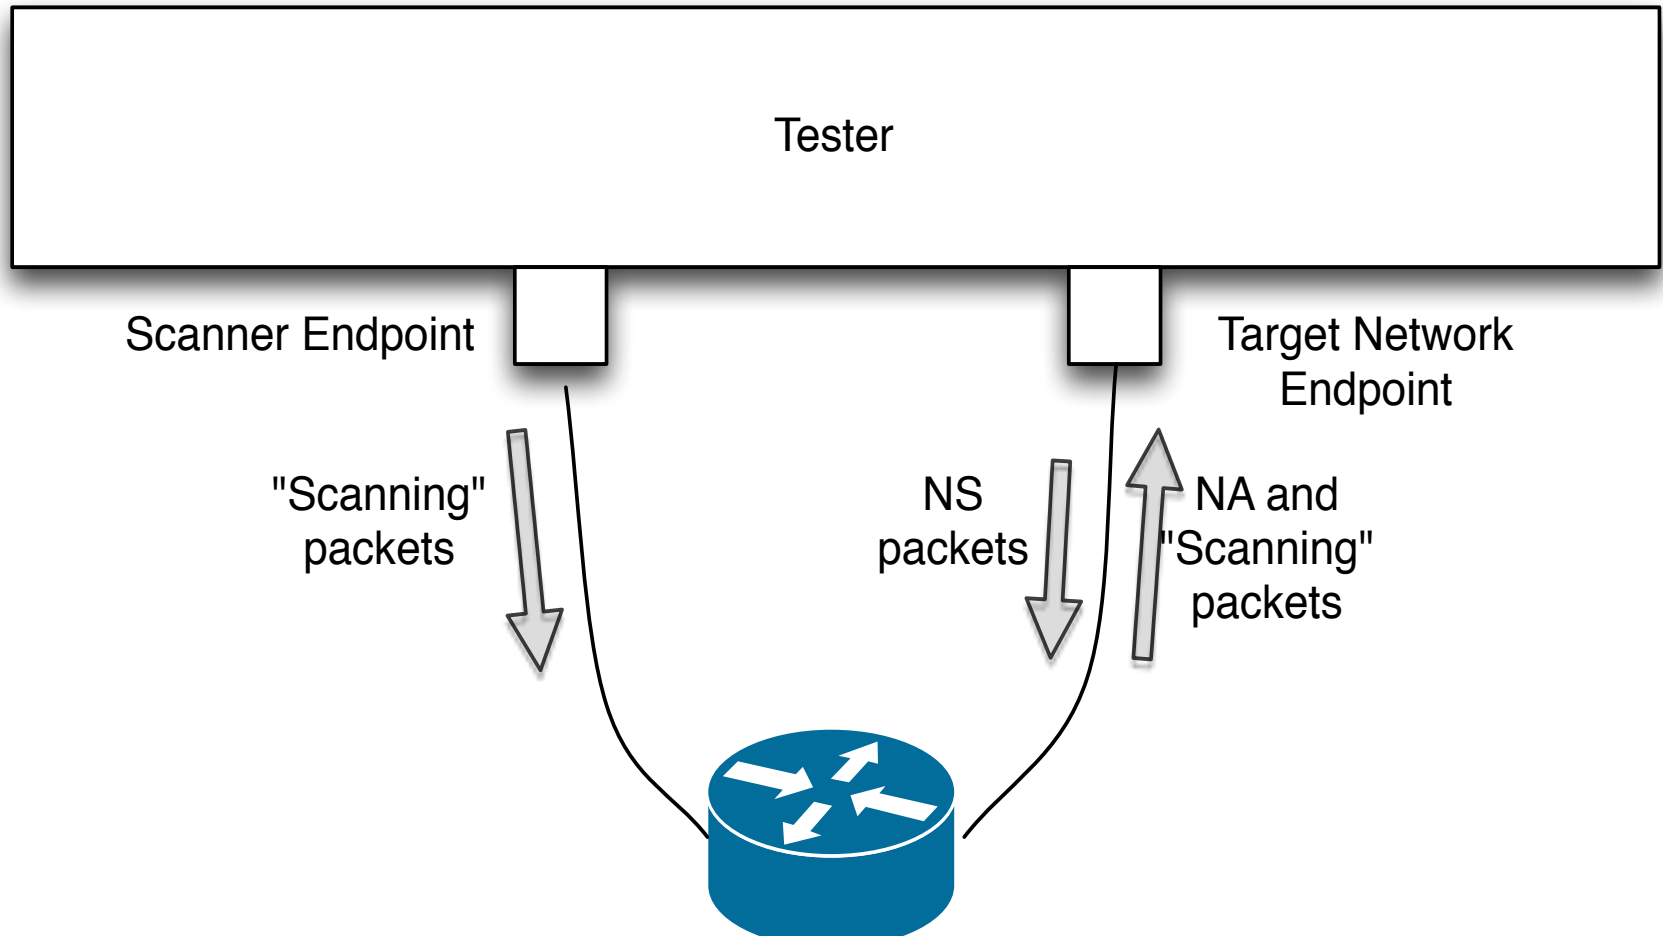 Tester
Scanner Endpoint
Target Network
Endpoint
"Scanning"
packets
NS
packets
NA and
"Scanning"
packets